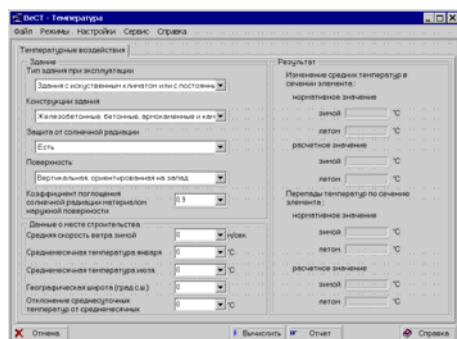 ВеСТ - Температура
Файл Режимы Настройки Сервис Справка
Температурные воздействия
Здание
Тип здания при эксплуатации
Здания с искуственным климатом или с постоянны
Конструкции здания
Железобетонные, бетонные, армокаменные и кам
Защита от солнечной радиации
Есть
Поверхность
Вертикальная, ориентированная на запад
Коэффициент поглощения
солнечной радиации материалом
наружной поверхности
0.9
Данные о месте строительства
Средняя скорость ветра зимой 0 м/сек
Среднемесячная температура января 0 °C
Среднемесячная температура июля 0 °C
Географическая широта (град.с.ш.) 0
Отклонение среднесуточных
температур от среднемесячных 0 °C
Результат
Изменение средних температур в
сечении элемента:
нормативное значение
зимой °C
летом °C
расчетное значение
зимой °C
летом °C
Перепады температур по сечению
элемента:
нормативное значение
зимой °C
летом °C
расчетное значение
зимой °C
летом °C
Отмена Вычислить Отчет Справка